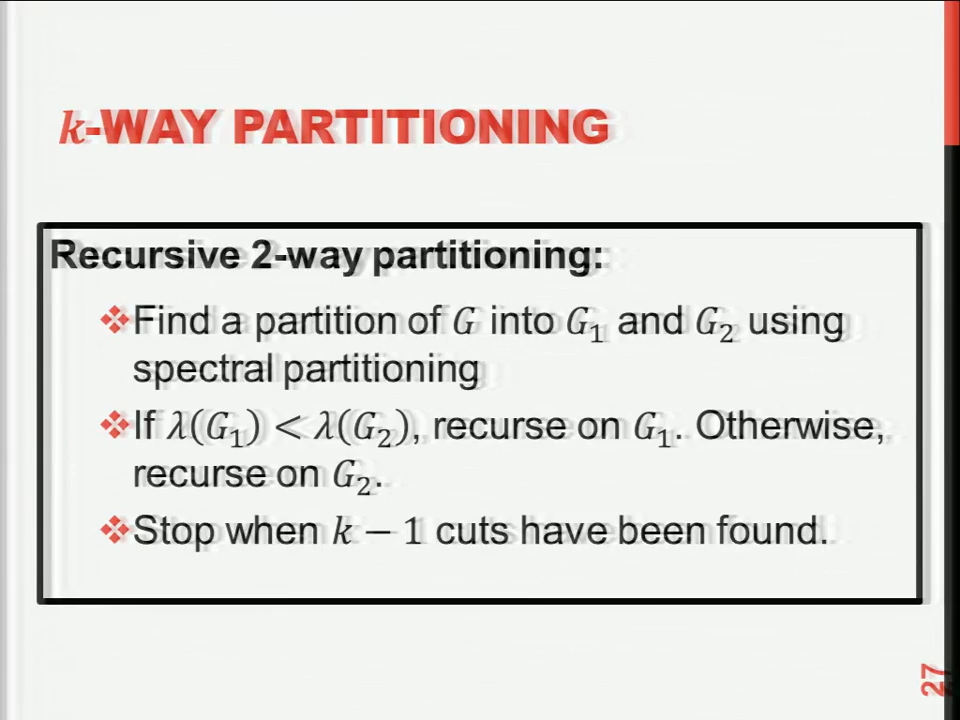 k-WAY PARTITIONING
Recursive 2-way partitioning:
❖Find a partition of G into G₁ and G₂ using
spectral partitioning
❖If λ(G₁) < λ(G₂), recurse on G₁. Otherwise,
recurse on G₂.
❖Stop when k − 1 cuts have been found.
27